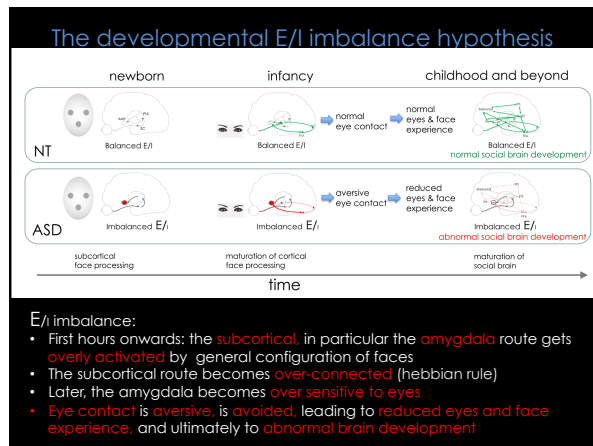 The developmental E/I imbalance hypothesis
newborn infancy childhood and beyond
NT
Balanced E/I
Balanced E/I
normal
eye contact
normal
eyes & face
experience
Balanced E/I
normal social brain development
ASD
Imbalanced E/I
Imbalanced E/I
aversive
eye contact
reduced
eyes & face
experience
Imbalanced E/I
abnormal social brain development
subcortical
face processing
maturation of cortical
face processing
maturation of
social brain
time
E/I imbalance:
• First hours onwards: the subcortical, in particular the amygdala route gets
overly activated by general configuration of faces
• The subcortical route becomes over-connected (hebbian rule)
• Later, the amygdala becomes over sensitive to eyes
• Eye contact is aversive, is avoided, leading to reduced eyes and face
experience, and ultimately to abnormal brain development